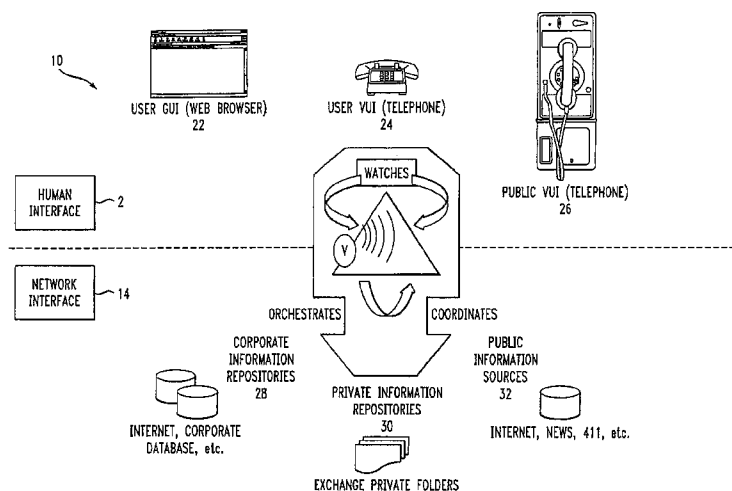 10
USER GUI (WEB BROWSER)
22
USER VUI (TELEPHONE)
24
PUBLIC VUI (TELEPHONE)
26
HUMAN
INTERFACE
2
WATCHES
V
NETWORK
INTERFACE
14
ORCHESTRATES
COORDINATES
CORPORATE
INFORMATION
REPOSITORIES
28
PUBLIC
INFORMATION
SOURCES
32
PRIVATE INFORMATION
REPOSITORIES
30
INTERNET, CORPORATE
DATABASE, etc.
INTERNET, NEWS, 411, etc.
EXCHANGE PRIVATE FOLDERS